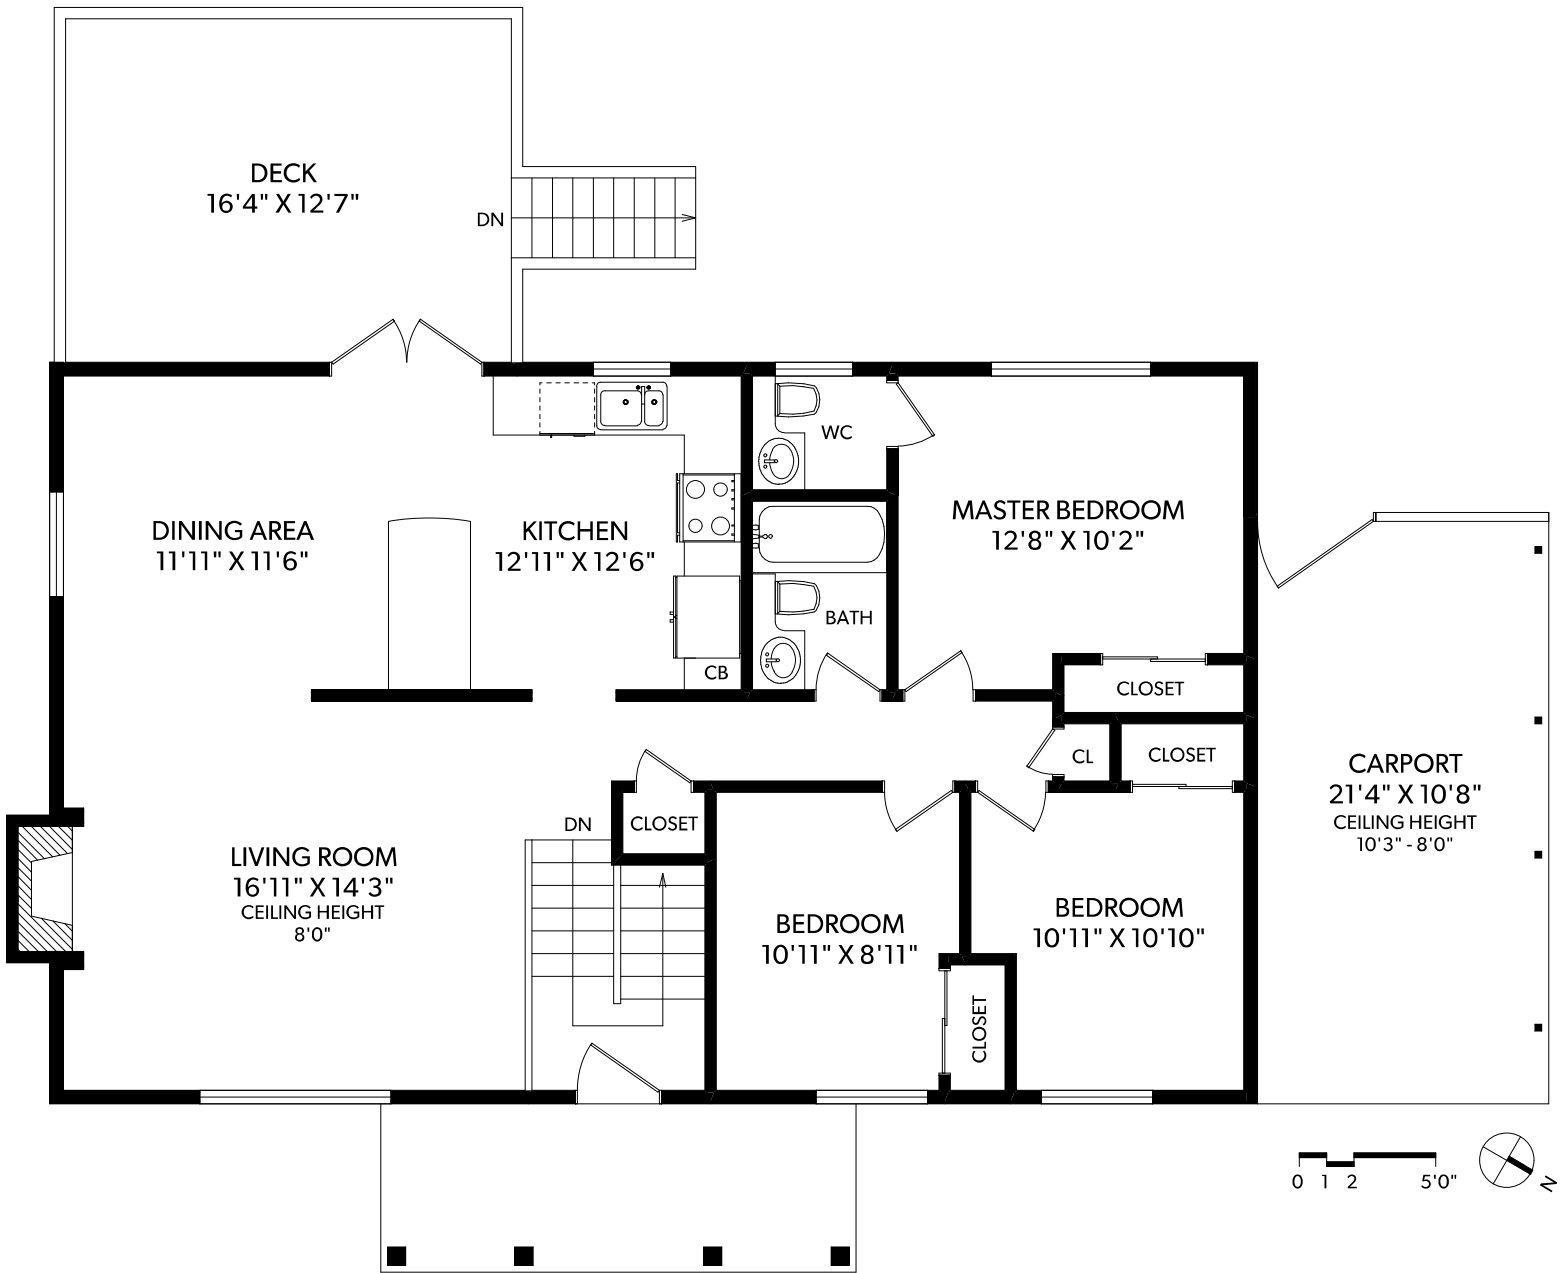 DECK
16'4" X 12'7"
DN
WC
DINING AREA
11'11" X 11'6"
KITCHEN
12'11" X 12'6"
MASTER BEDROOM
12'8" X 10'2"
BATH
CB
CLOSET
CL
CLOSET
CARPORT
21'4" X 10'8"
CEILING HEIGHT
10'3" - 8'0"
DN
CLOSET
LIVING ROOM
16'11" X 14'3"
CEILING HEIGHT
8'0"
BEDROOM
10'11" X 8'11"
BEDROOM
10'11" X 10'10"
CLOSET
0 1 2 5'0"
N